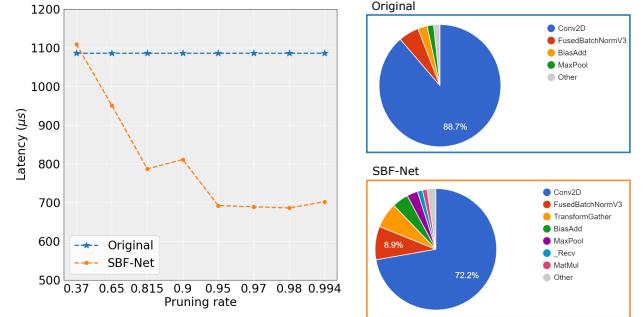 1200
1100
1000
900
800
700
600
500
Latency (μs)
Original
SBF-Net
0.37 0.65 0.815 0.9 0.95 0.97 0.98 0.994
Pruning rate
Original
88.7%
Conv2D
FusedBatchNormV3
BiasAdd
MaxPool
Other
SBF-Net
8.9%
72.2%
Conv2D
FusedBatchNormV3
TransformGather
BiasAdd
MaxPool
_Recv
MatMul
Other